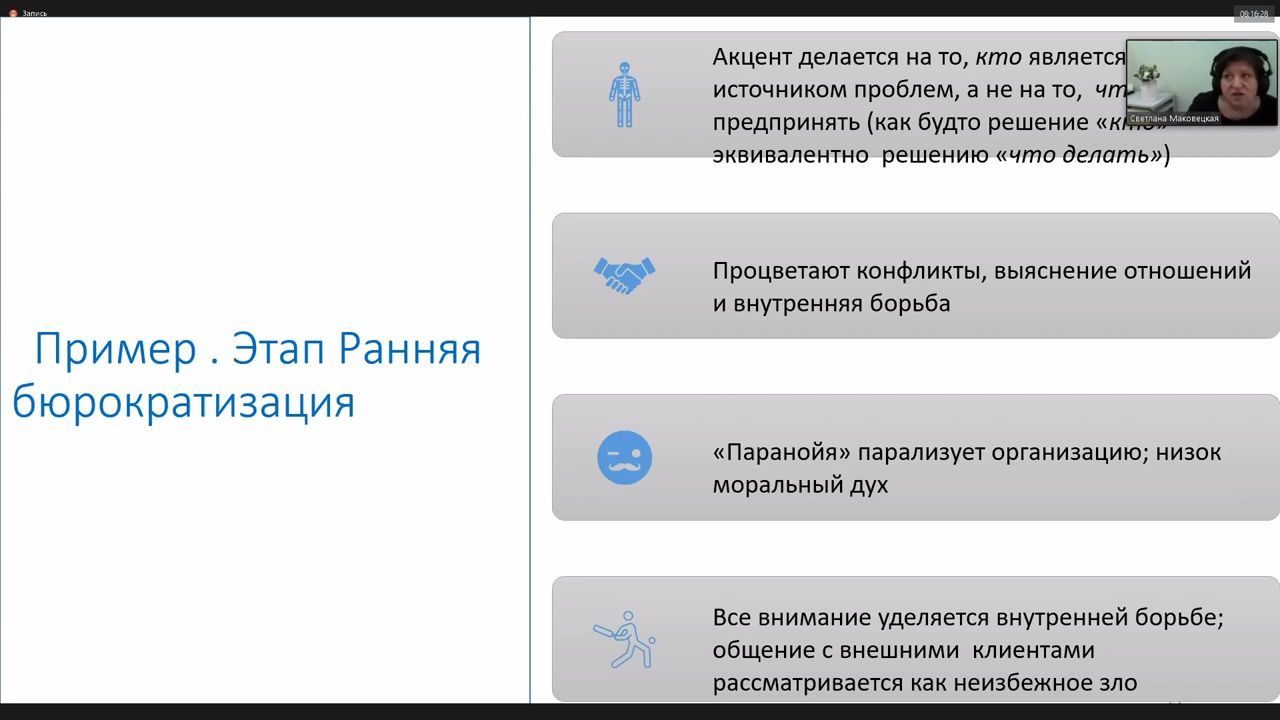 Запись
08:16:28
Пример . Этап Ранняя
бюрократизация
Акцент делается на то, кто является
источником проблем, а не на то,
предпринять (как будто решение «кто»
эквивалентно решению «что делать»)
Светлана Маковецкая
Процветают конфликты, выяснение отношений
и внутренняя борьба
«Паранойя» парализует организацию; низок
моральный дух
Все внимание уделяется внутренней борьбе;
общение с внешними клиентами
рассматривается как неизбежное зло